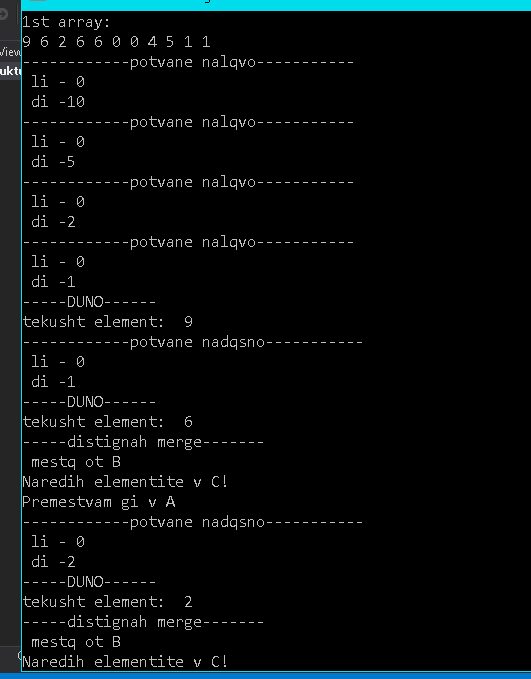 View
uktu
1st array:
9 6 2 6 6 0 0 4 5 1 1
------------potvane nalqvo-----------
li - 0
di -10
------------potvane nalqvo-----------
li - 0
di -5
------------potvane nalqvo-----------
li - 0
di -2
------------potvane nalqvo-----------
li - 0
di -1
-----DUNO------
tekusht element:  9
------------potvane nadqsno-----------
li - 0
di -1
-----DUNO------
tekusht element:  6
-----distignah merge-------
mestq ot B
Naredih elementite v C!
Premestvam gi v A
------------potvane nadqsno-----------
li - 0
di -2
-----DUNO------
tekusht element:  2
-----distignah merge-------
mestq ot B
Naredih elementite v C!